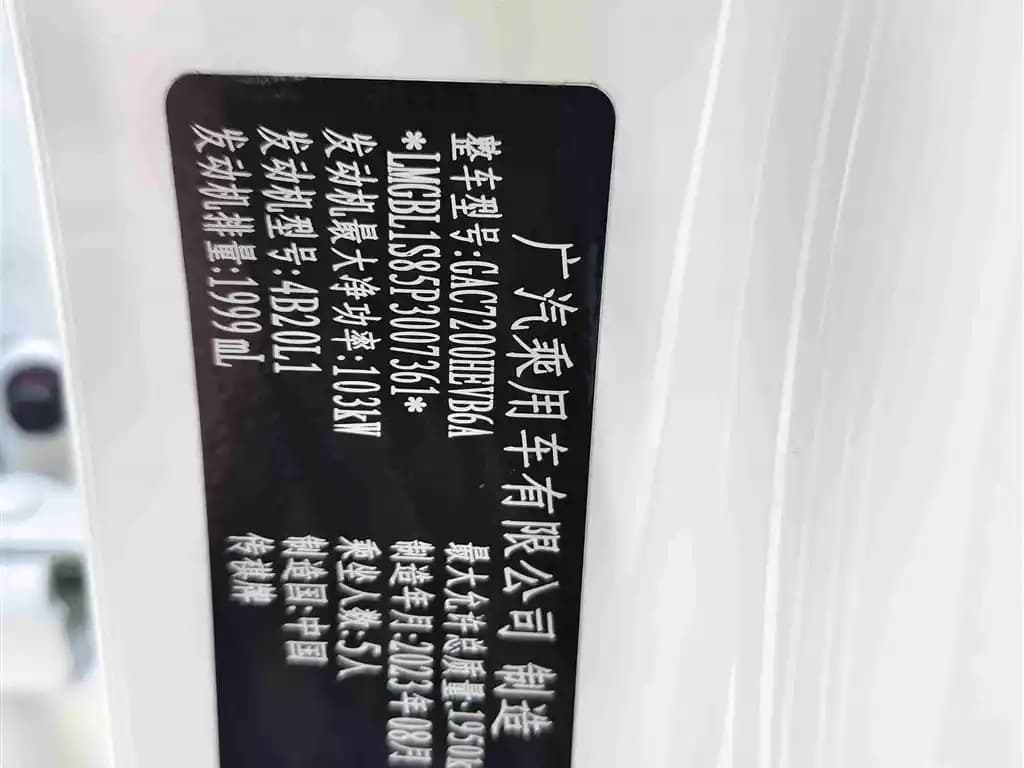 广汽乘用车有限公司 制造
整车型号:GAC7200HEVB6A 最大允许总质量:1950k
*LMGBL1S85P3007361* 制造年月:2023年08月
发动机最大净功率:103kW 乘坐人数:5人
发动机型号:4B20L1 制造国:中国
发动机排量:1999mL 传祺牌